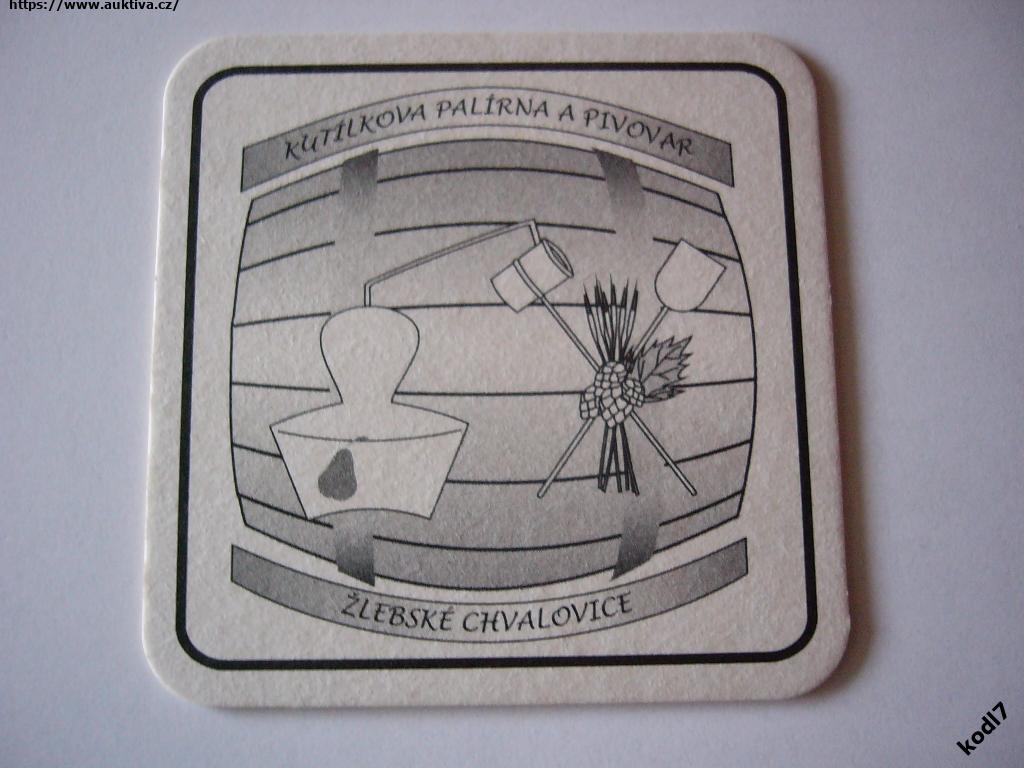 https://www.auktiva.cz/
KUTÍLKOVA PALÍRNA A PIVOVAR
ŽLEBSKÉ CHVALOVICE
kodl7